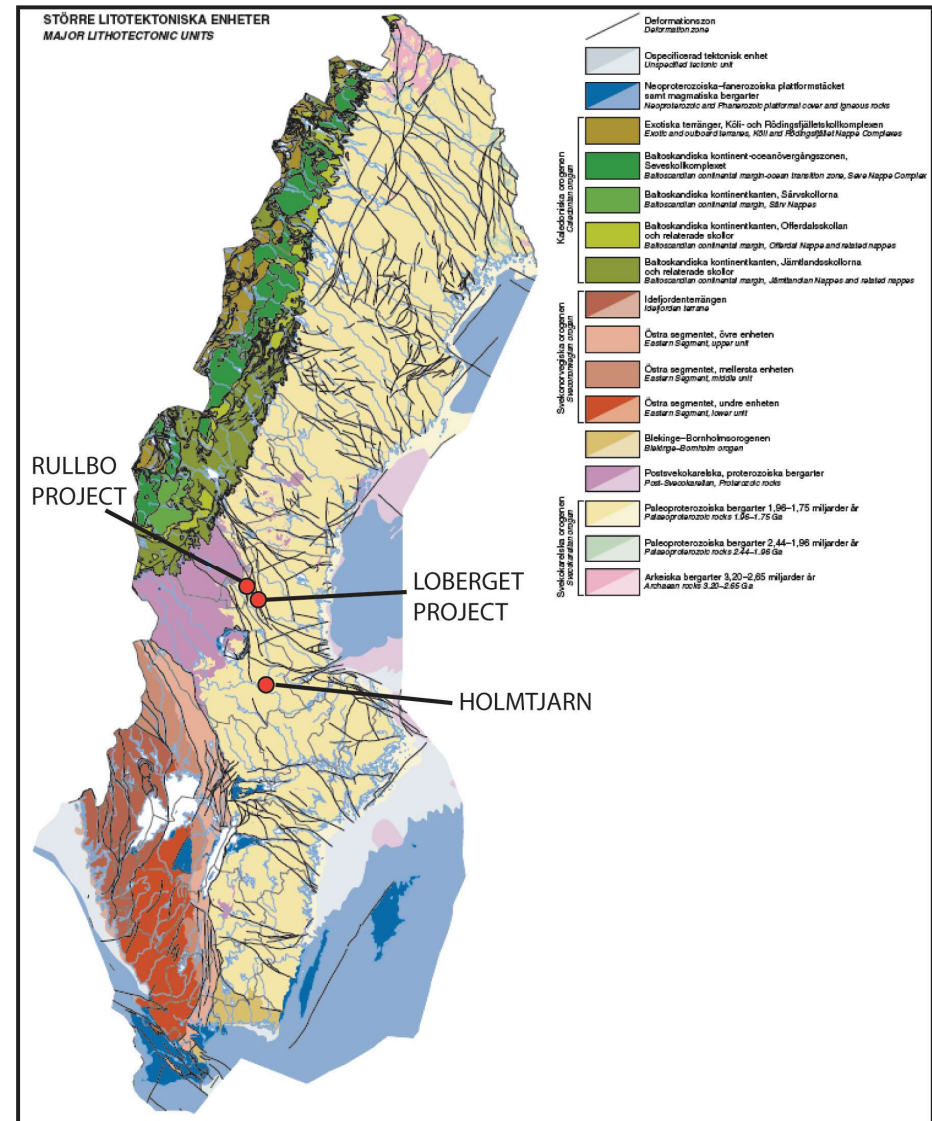 STÖRRE LITOTEKTONISKA ENHETER
MAJOR LITHOTECTONIC UNITS
Deformationszon
Deformation zone
Ospecificerad tektonisk enhet
Unspecified tectonic unit
Neoproterozoiska–fanerozoiska plattformstäcket
samt magmatiska bergarter
Neoproterozoic and Phanerozoic platformal cover and igneous rocks
Kaledoniska orogenen
Caledonian orogen
Exotiska terränger, Köli- och Rödingsfjälletskollkomplexen
Exotic and outboard terranes, Köli and Rödingsfjället Nappe Complexes
Baltoskandiska kontinent-oceanövergångszonen,
Seveskollkomplexet
Baltoscandian continental margin-ocean transition zone, Seve Nappe Complex
Baltoskandiska kontinentkanten, Särvskollorna
Baltoscandian continental margin, Särv Nappes
Baltoskandiska kontinentkanten, Offerdalsskollan
och relaterade skollor
Baltoscandian continental margin, Offerdal Nappe and related nappes
Baltoskandiska kontinentkanten, Jämtlandsskollorna
och relaterade skollor
Baltoscandian continental margin, Jämtlandian Nappes and related nappes
Svekonorvegiska orogenen
Sveconorwegian orogen
Idefjordenterrängen
Idefjorden terrane
Östra segmentet, övre enheten
Eastern Segment, upper unit
Östra segmentet, mellersta enheten
Eastern Segment, middle unit
Östra segmentet, undre enheten
Eastern Segment, lower unit
Blekinge–Bornholmsorogenen
Blekinge–Bornholm orogen
Postsvekokarelska, proterozoiska bergarter
Post-Svecokarelian, Proterozoic rocks
Svekokarelska orogenen
Svecokarelian orogen
Paleoproterozoiska bergarter 1,96–1,75 miljarder år
Palaeoproterozoic rocks 1.96–1.75 Ga
Paleoproterozoiska bergarter 2,44–1,96 miljarder år
Palaeoproterozoic rocks 2.44–1.96 Ga
Arkeiska bergarter 3,20–2,65 miljarder år
Archaean rocks 3.20–2.65 Ga
RULLBO
PROJECT
LOBERGET
PROJECT
HOLMTJARN